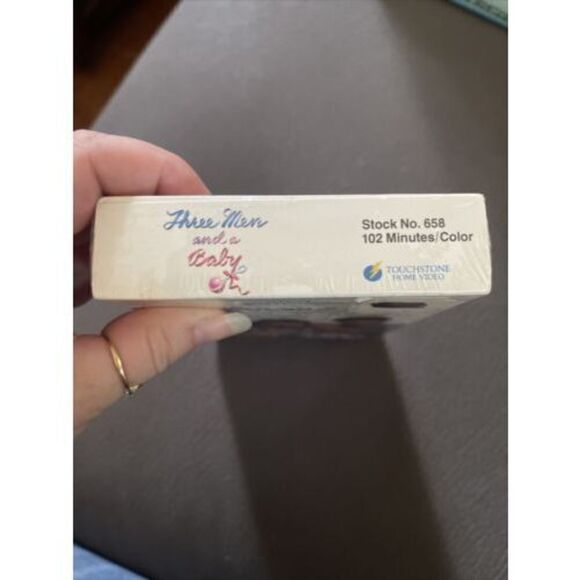 Three Men
and a
Baby
Stock No. 658
102 Minutes/Color
TOUCHSTONE
HOME VIDEO